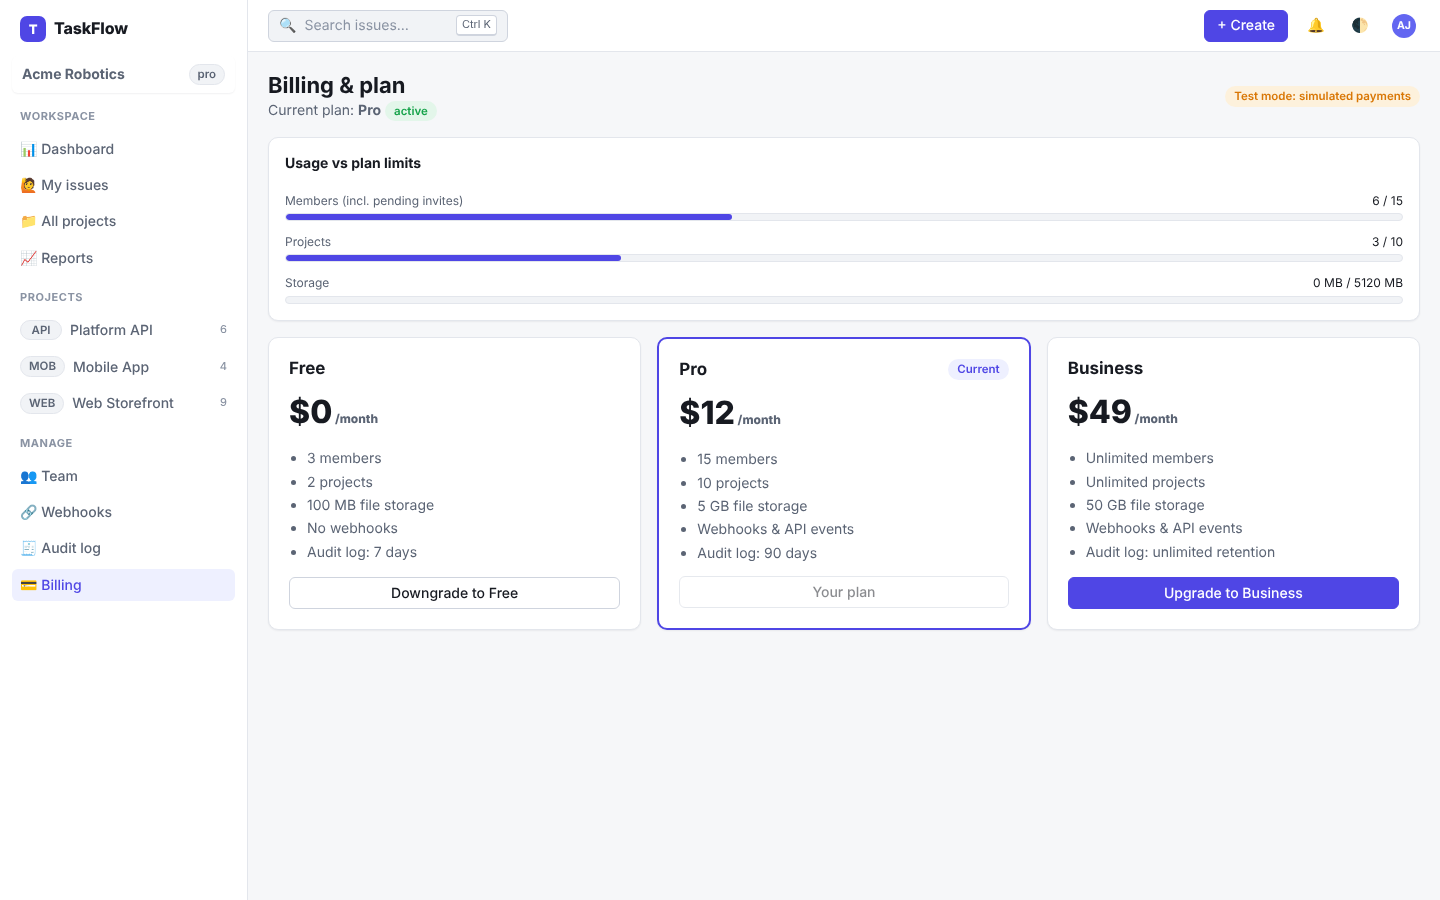 T TaskFlow
Acme Robotics pro
WORKSPACE
Dashboard
My issues
All projects
Reports
PROJECTS
API Platform API 6
MOB Mobile App 4
WEB Web Storefront 9
MANAGE
Team
Webhooks
Audit log
Billing
Search issues... Ctrl K
+ Create
AJ
Billing & plan
Current plan: Pro active
Test mode: simulated payments
Usage vs plan limits
Members (incl. pending invites) 6 / 15
Projects 3 / 10
Storage 0 MB / 5120 MB
Free
$0 /month
3 members
2 projects
100 MB file storage
No webhooks
Audit log: 7 days
Downgrade to Free
Pro Current
$12 /month
15 members
10 projects
5 GB file storage
Webhooks & API events
Audit log: 90 days
Your plan
Business
$49 /month
Unlimited members
Unlimited projects
50 GB file storage
Webhooks & API events
Audit log: unlimited retention
Upgrade to Business